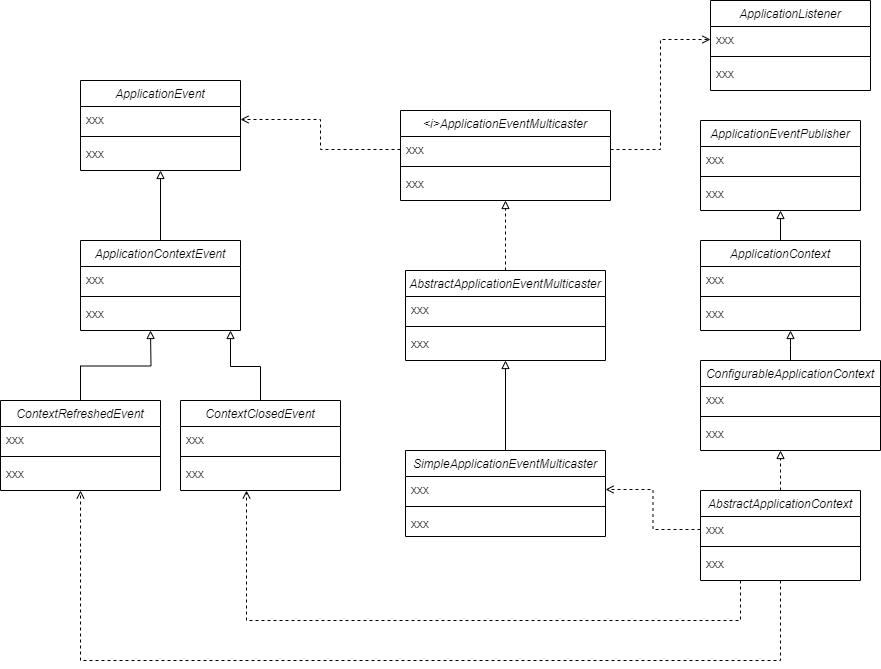 ApplicationListener
xxx
xxx
ApplicationEvent
xxx
xxx
<i>ApplicationEventMulticaster
xxx
xxx
ApplicationEventPublisher
xxx
xxx
ApplicationContextEvent
xxx
xxx
AbstractApplicationEventMulticaster
xxx
xxx
ApplicationContext
xxx
xxx
ConfigurableApplicationContext
xxx
xxx
ContextRefreshedEvent
xxx
xxx
ContextClosedEvent
xxx
xxx
SimpleApplicationEventMulticaster
xxx
xxx
AbstractApplicationContext
xxx
xxx